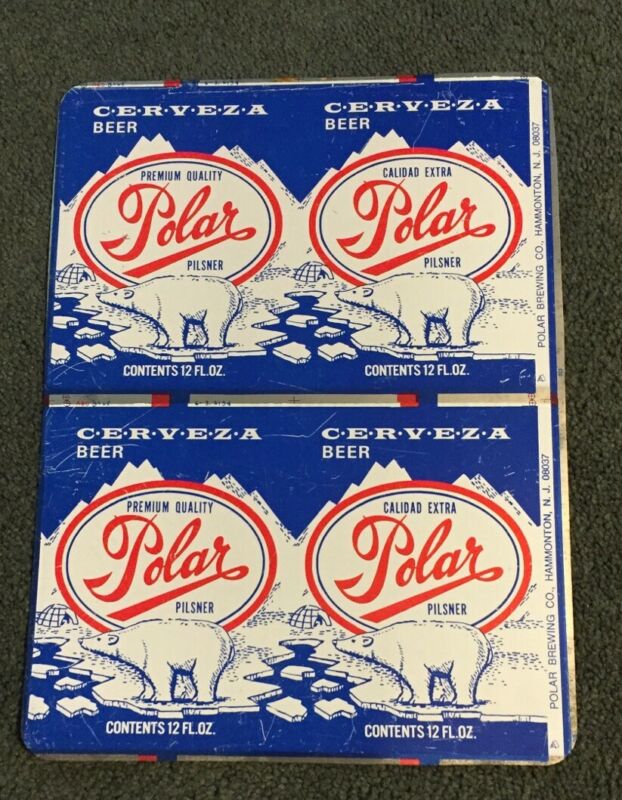 C·E·R·V·E·Z·A
BEER
PREMIUM QUALITY
Polar
PILSNER
CONTENTS 12 FL.OZ.
C·E·R·V·E·Z·A
BEER
CALIDAD EXTRA
Polar
PILSNER
CONTENTS 12 FL.OZ.
POLAR BREWING CO., HAMMONTON, N. J. 08037
C·E·R·V·E·Z·A
BEER
PREMIUM QUALITY
Polar
PILSNER
CONTENTS 12 FL.OZ.
C·E·R·V·E·Z·A
BEER
CALIDAD EXTRA
Polar
PILSNER
CONTENTS 12 FL.OZ.
POLAR BREWING CO., HAMMONTON, N. J. 08037